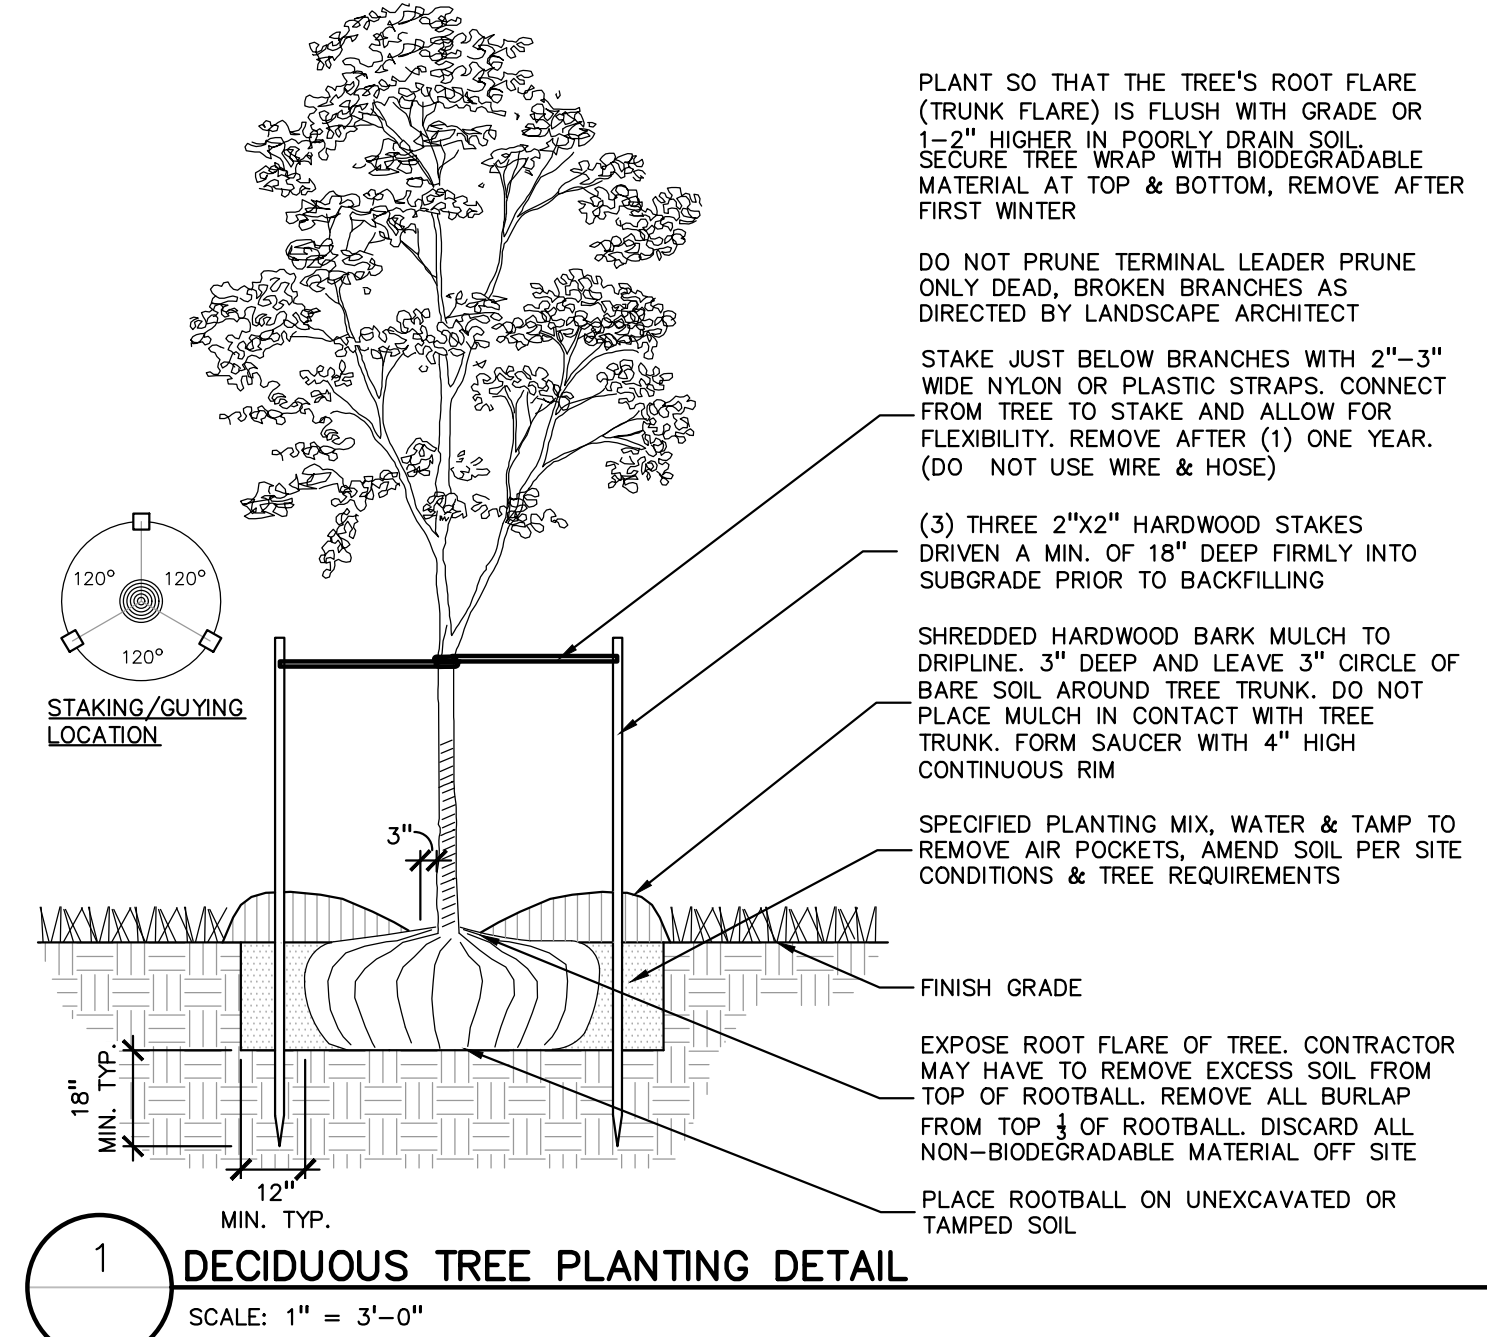 PLANT SO THAT THE TREE'S ROOT FLARE
(TRUNK FLARE) IS FLUSH WITH GRADE OR
1-2" HIGHER IN POORLY DRAIN SOIL.
SECURE TREE WRAP WITH BIODEGRADABLE
MATERIAL AT TOP & BOTTOM, REMOVE AFTER
FIRST WINTER
DO NOT PRUNE TERMINAL LEADER PRUNE
ONLY DEAD, BROKEN BRANCHES AS
DIRECTED BY LANDSCAPE ARCHITECT
STAKE JUST BELOW BRANCHES WITH 2"-3"
WIDE NYLON OR PLASTIC STRAPS. CONNECT
FROM TREE TO STAKE AND ALLOW FOR
FLEXIBILITY. REMOVE AFTER (1) ONE YEAR.
(DO NOT USE WIRE & HOSE)
(3) THREE 2"X2" HARDWOOD STAKES
DRIVEN A MIN. OF 18" DEEP FIRMLY INTO
SUBGRADE PRIOR TO BACKFILLING
SHREDDED HARDWOOD BARK MULCH TO
DRIPLINE. 3" DEEP AND LEAVE 3" CIRCLE OF
BARE SOIL AROUND TREE TRUNK. DO NOT
PLACE MULCH IN CONTACT WITH TREE
TRUNK. FORM SAUCER WITH 4" HIGH
CONTINUOUS RIM
SPECIFIED PLANTING MIX, WATER & TAMP TO
REMOVE AIR POCKETS, AMEND SOIL PER SITE
CONDITIONS & TREE REQUIREMENTS
FINISH GRADE
EXPOSE ROOT FLARE OF TREE. CONTRACTOR
MAY HAVE TO REMOVE EXCESS SOIL FROM
TOP OF ROOTBALL. REMOVE ALL BURLAP
FROM TOP 1/3 OF ROOTBALL. DISCARD ALL
NON-BIODEGRADABLE MATERIAL OFF SITE
PLACE ROOTBALL ON UNEXCAVATED OR
TAMPED SOIL
120° 120°
120°
STAKING/GUYING
LOCATION
3"
18"
MIN. TYP.
12"
MIN. TYP.
1
DECIDUOUS TREE PLANTING DETAIL
SCALE: 1" = 3'-0"